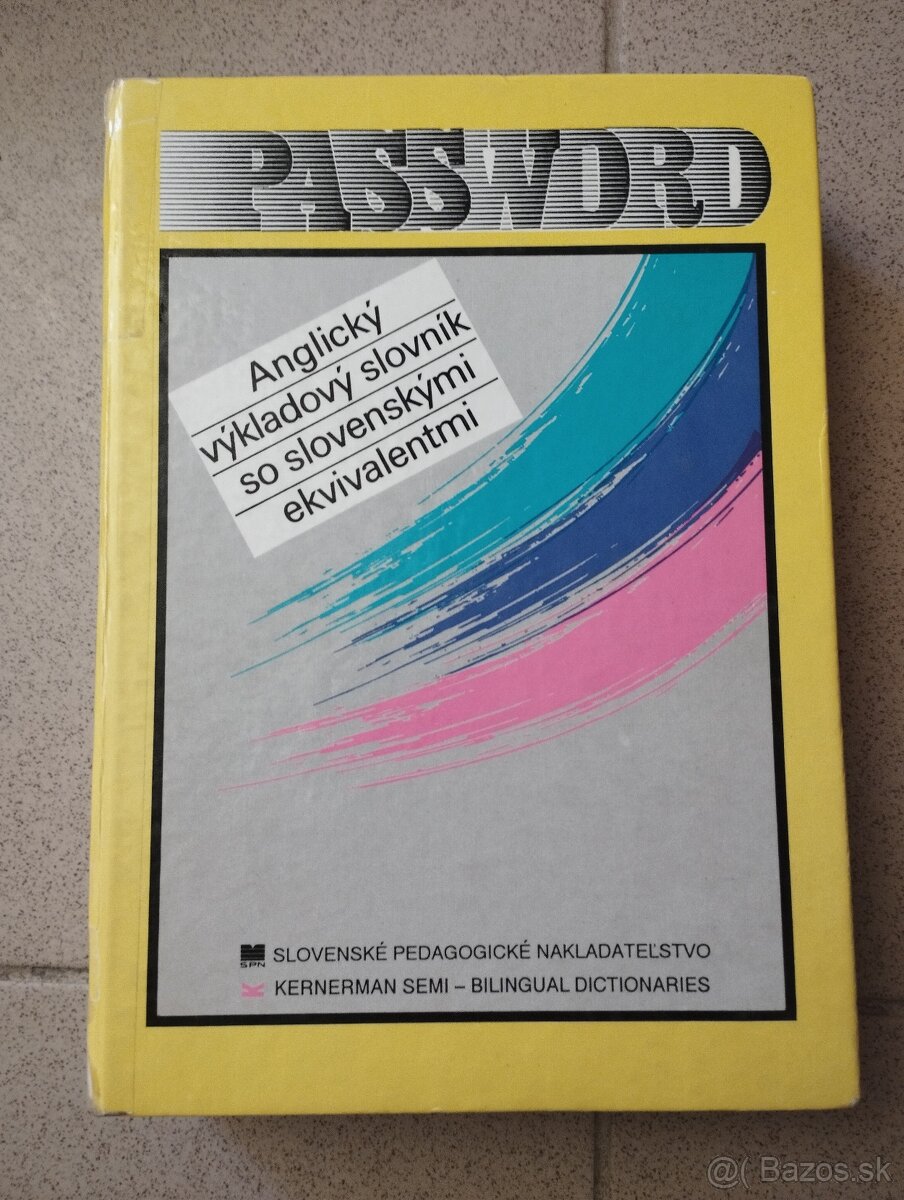 PASSWORD
Anglický
výkladový slovník
so slovenskými
ekvivalentmi
SPN SLOVENSKÉ PEDAGOGICKÉ NAKLADATEĽSTVO
K KERNERMAN SEMI – BILINGUAL DICTIONARIES
@( Bazos.sk